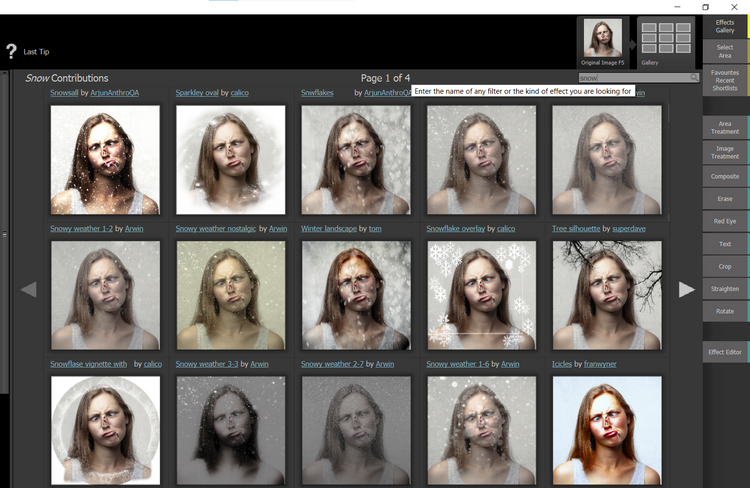 Effects
Gallery
? Last Tip
Original Image F5
Gallery
Select
Area
Snow Contributions
Page 1 of 4
snow
Favourites
Recent
Shortlists
Enter the name of any filter or the kind of effect you are looking for
Snowsall by ArjunAnthroQA
Sparkley oval by calico
Snwflakes by ArjunAnthroQA
Area
Treatment
Image
Treatment
Composite
Erase
Red Eye
Snowy weather 1-2 by Arwin
Snowy weather nostalgic by Arwin
Winter landscape by tom
Snowflake overlay by calico
Tree silhouette by superdave
Text
Crop
Straighten
Rotate
Effect Editor
Snowflase vignette with by calico
Snowy weather 3-3 by Arwin
Snowy weather 2-7 by Arwin
Snowy weather 1-6 by Arwin
Icicles by franwyner